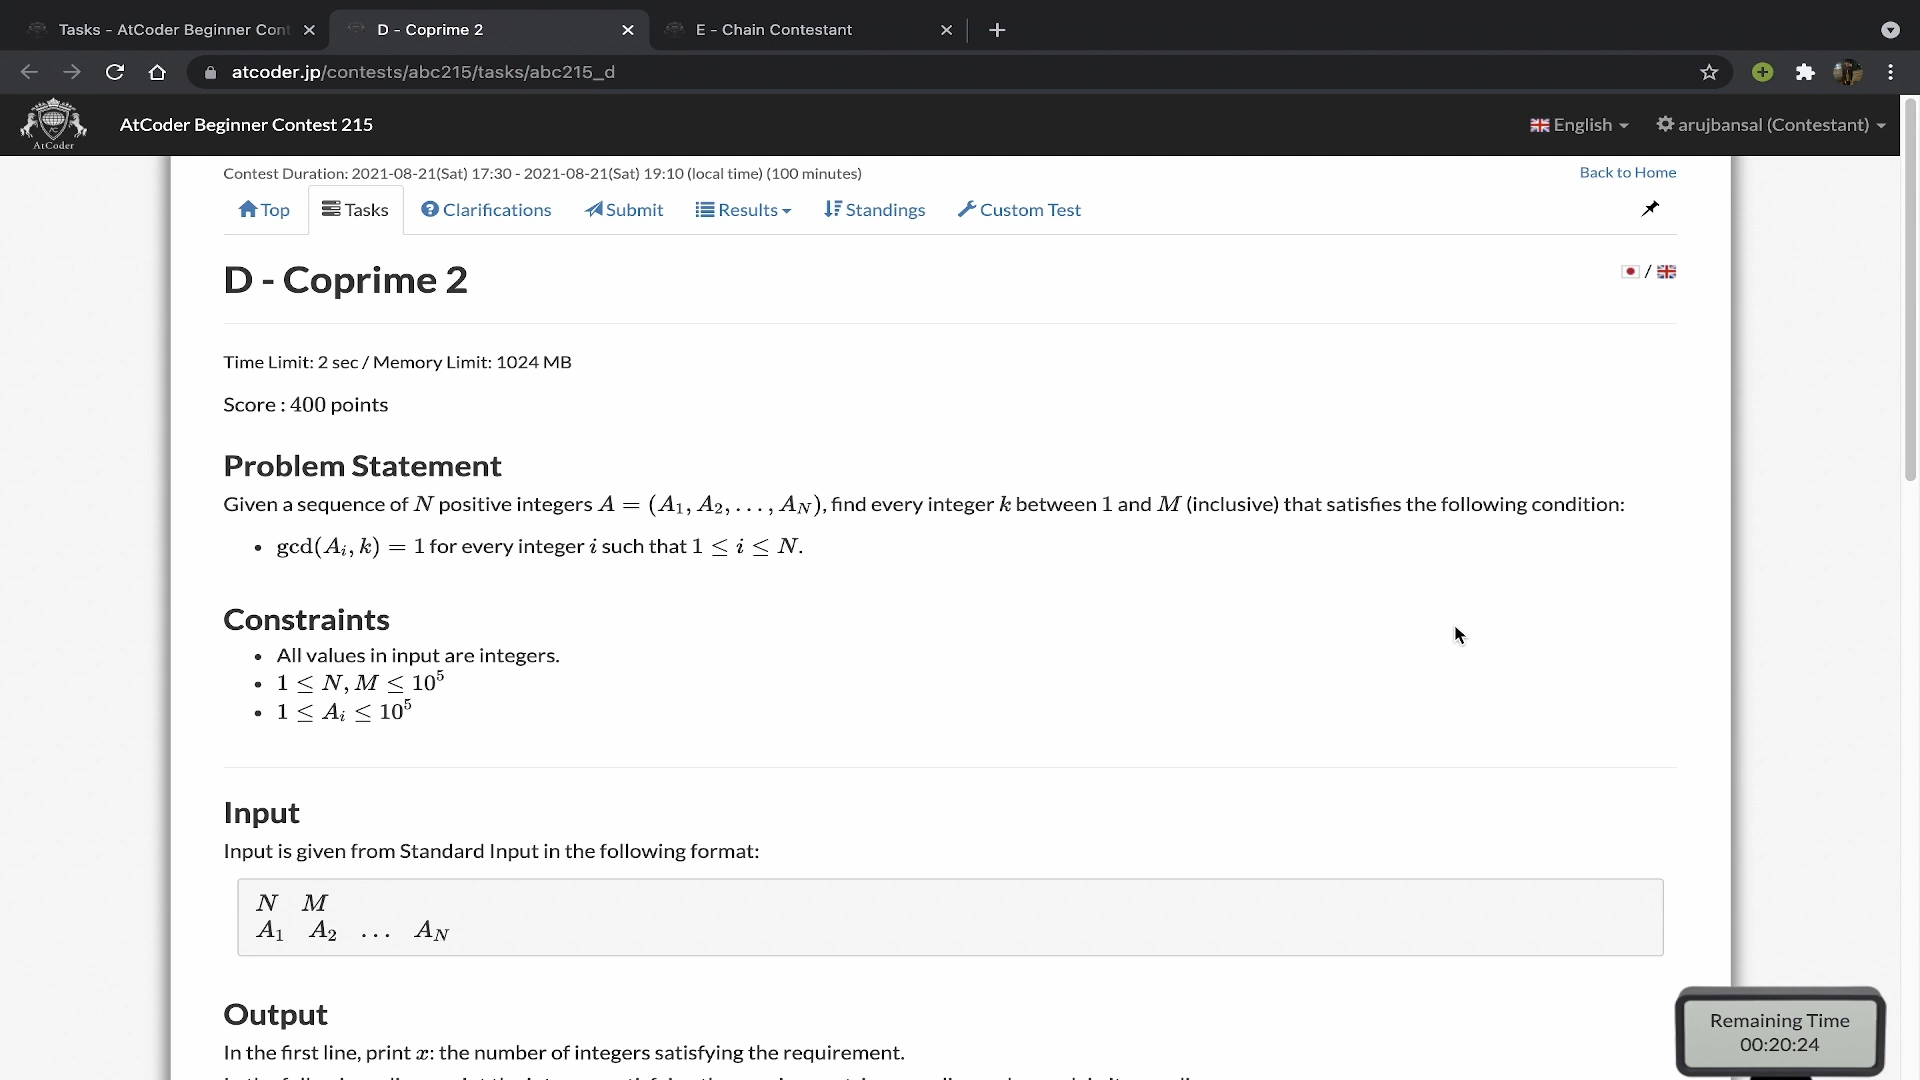 Tasks - AtCoder Beginner Cont
D - Coprime 2
E - Chain Contestant
atcoder.jp/contests/abc215/tasks/abc215_d
AtCoder
AtCoder Beginner Contest 215
English
arujbansal (Contestant)
Contest Duration: 2021-08-21(Sat) 17:30 - 2021-08-21(Sat) 19:10 (local time) (100 minutes)
Back to Home
Top
Tasks
Clarifications
Submit
Results
Standings
Custom Test
D - Coprime 2
/
Time Limit: 2 sec / Memory Limit: 1024 MB
Score : 400 points
Problem Statement
Given a sequence of N positive integers A = (A₁, A₂, . . . , A_N), find every integer k between 1 and M (inclusive) that satisfies the following condition:
• gcd(Aᵢ, k) = 1 for every integer i such that 1 ≤ i ≤ N.
Constraints
• All values in input are integers.
• 1 ≤ N, M ≤ 10⁵
• 1 ≤ Aᵢ ≤ 10⁵
Input
Input is given from Standard Input in the following format:
N M
A₁ A₂ . . . A_N
Output
In the first line, print x: the number of integers satisfying the requirement.
Remaining Time
00:20:24